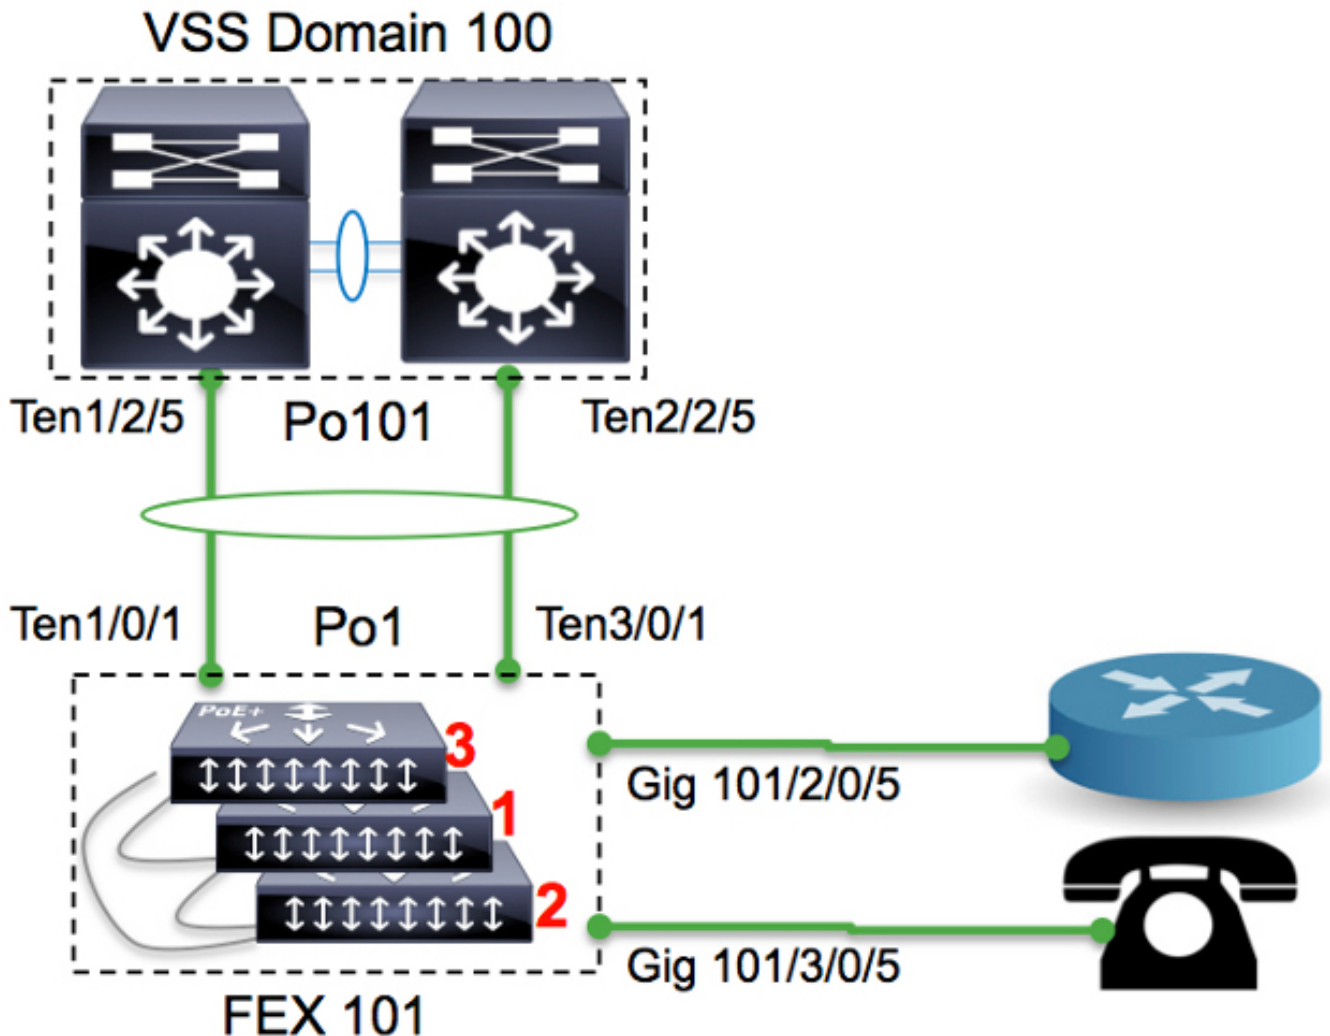 VSS Domain 100
Ten1/2/5
Po101
Ten2/2/5
Ten1/0/1
Po1
Ten3/0/1
PoE+
3
1
2
Gig 101/2/0/5
Gig 101/3/0/5
FEX 101